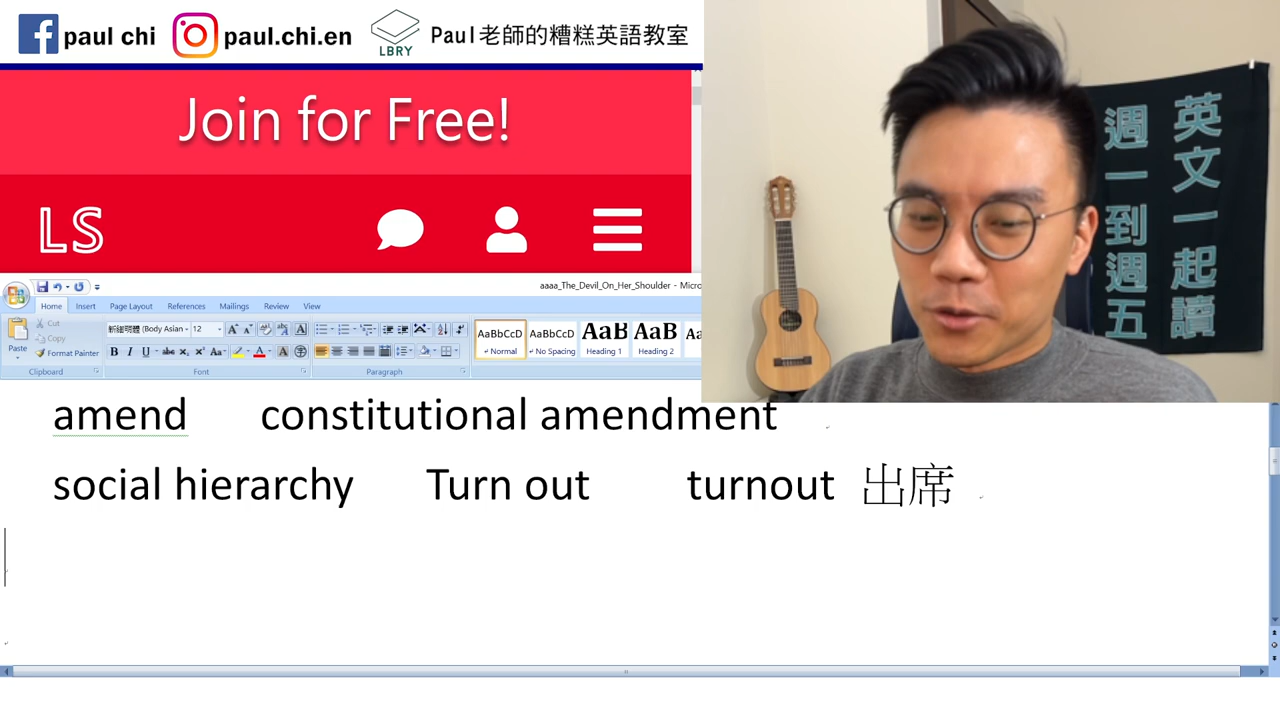 paul chi paul.chi.en LBRY Paul老師的糟糕英語教室
Join for Free!
LS
aaaa_The_Devil_On_Her_Shoulder - Micro
Home Insert Page Layout References Mailings Review View
Cut
Copy
Format Painter
Paste
新細明體 (Body Asian 12
AaBbCcD AaBbCcD AaBb AaB Aa
Normal No Spacing Heading 1 Heading 2
Clipboard Font Paragraph
amend constitutional amendment
social hierarchy Turn out turnout 出席
英文一起讀
週一到週五